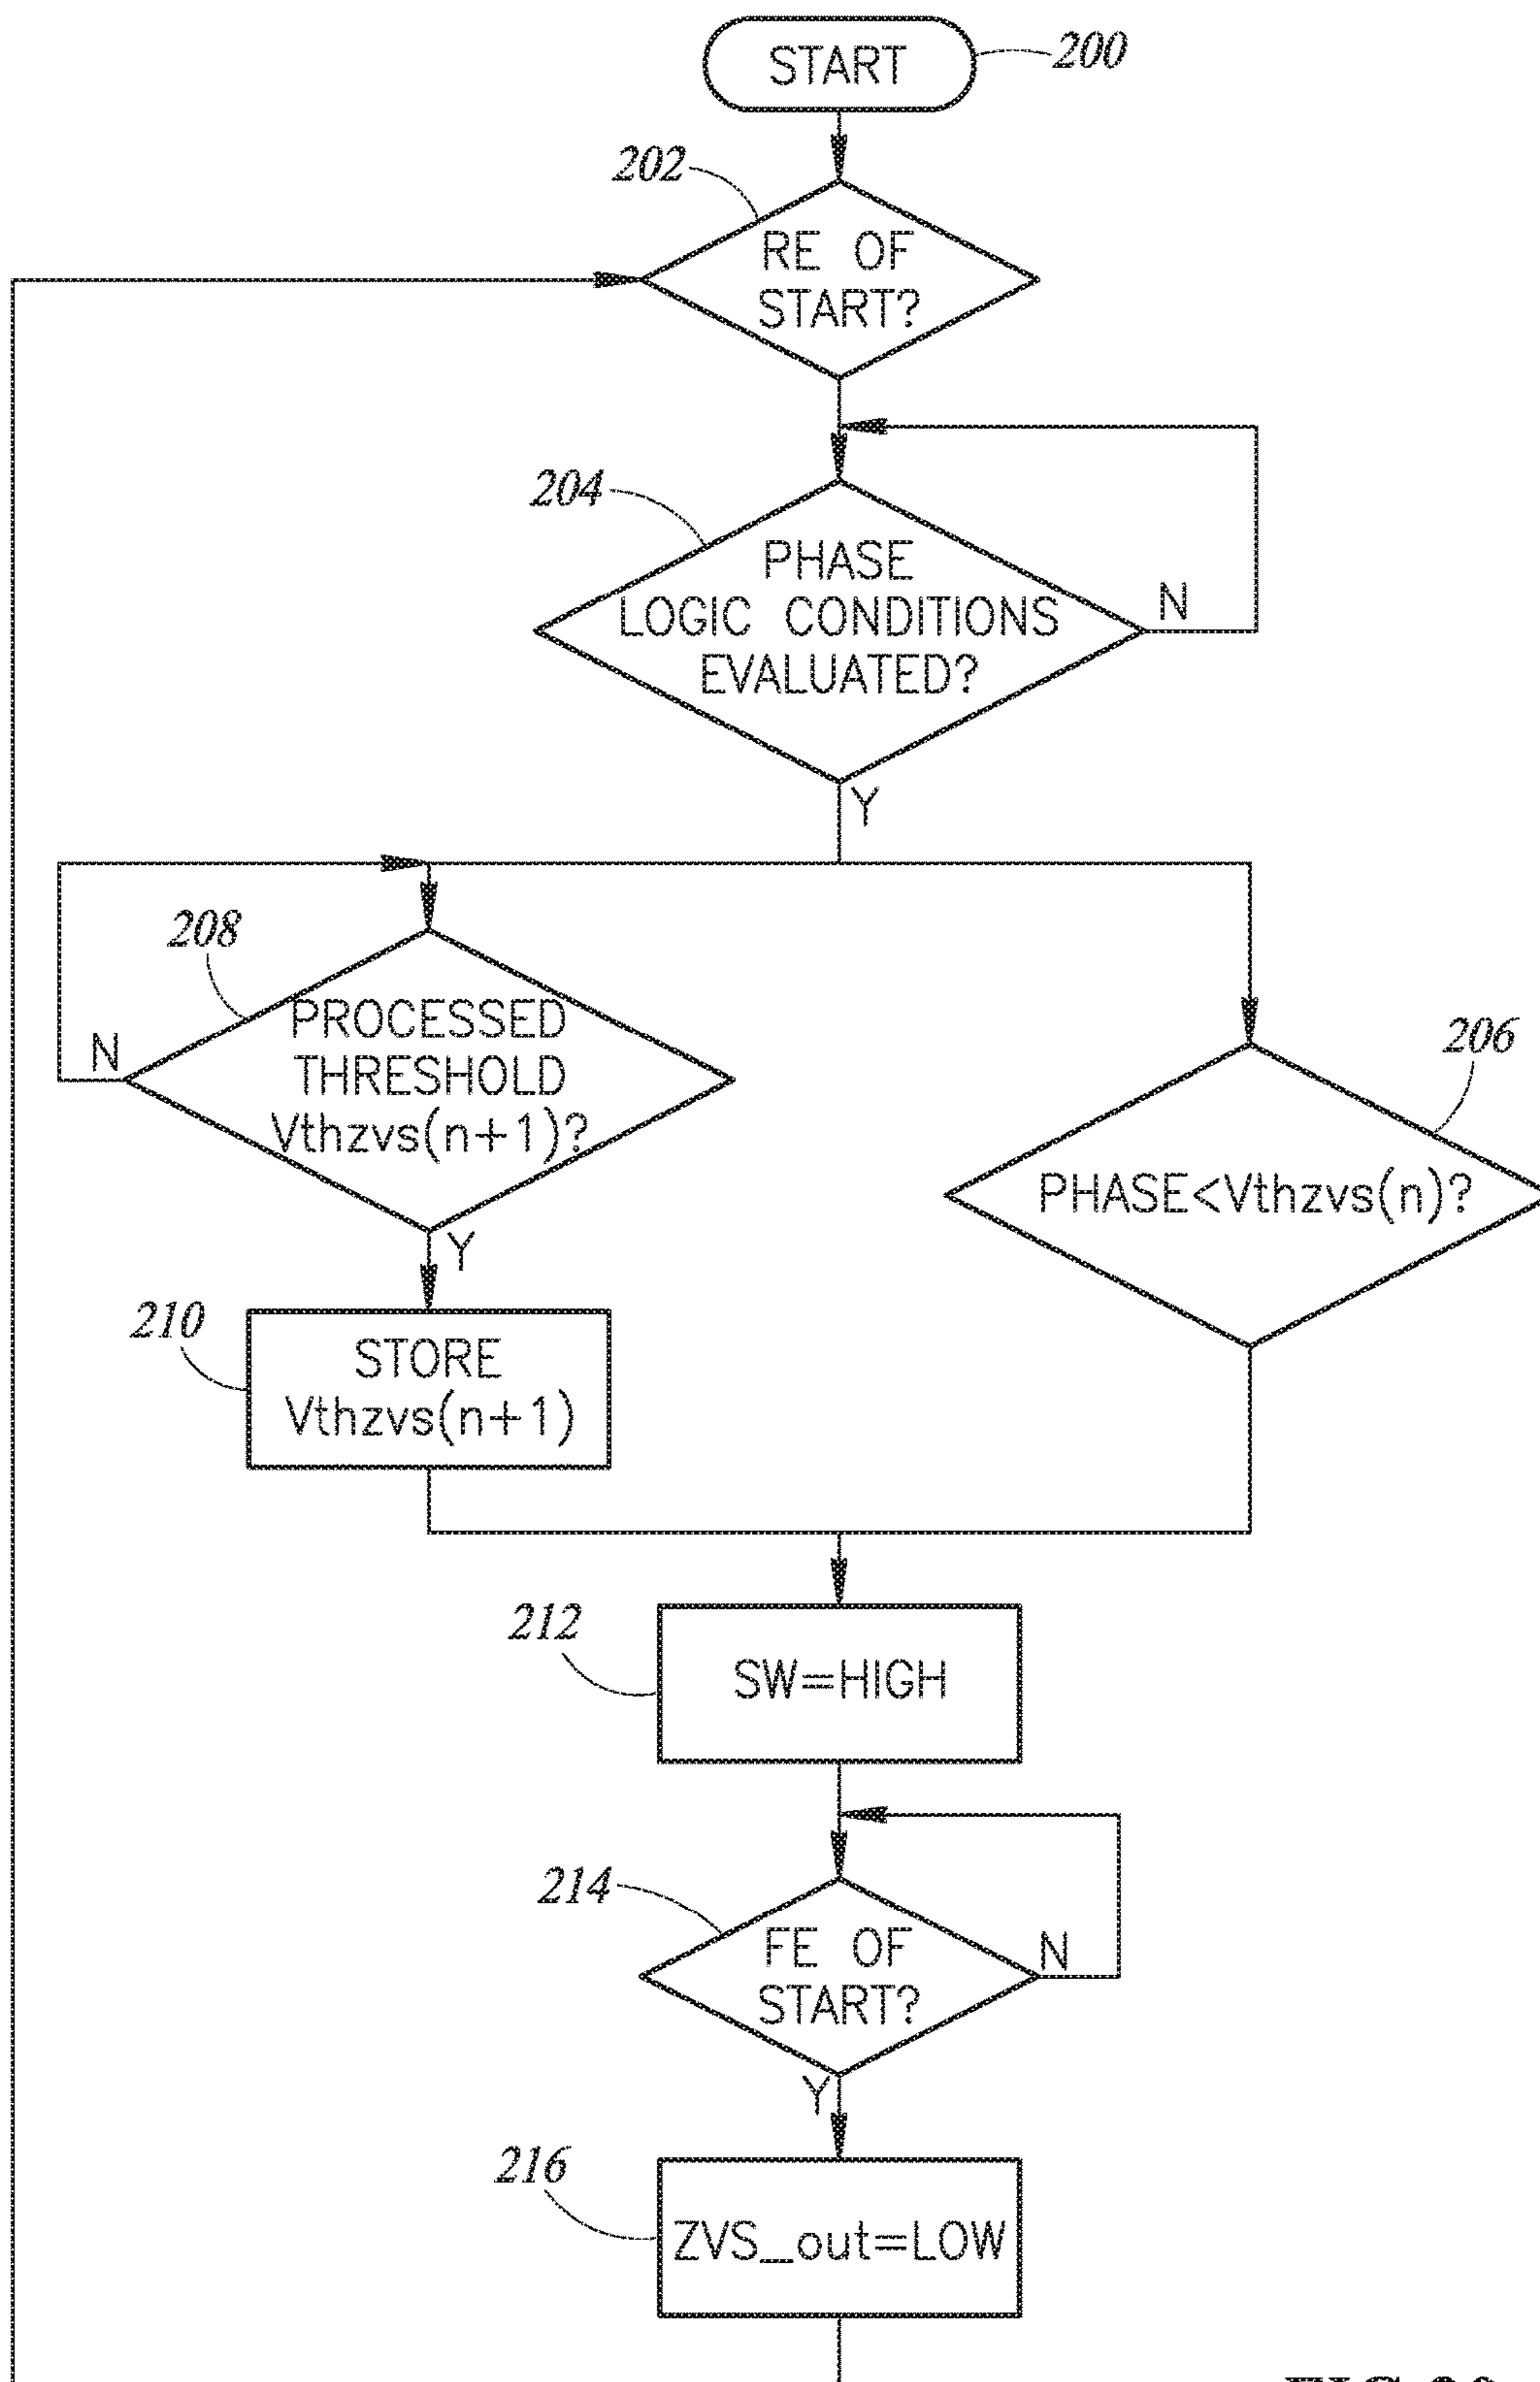 START
200
202
RE OF
START?
204
PHASE
LOGIC CONDITIONS
EVALUATED?
N
Y
208
PROCESSED
THRESHOLD
Vthzvs(n+1)?
N
Y
206
PHASE<Vthzvs(n)?
210
STORE
Vthzvs(n+1)
212
SW=HIGH
214
FE OF
START?
N
Y
216
ZVS_out=LOW